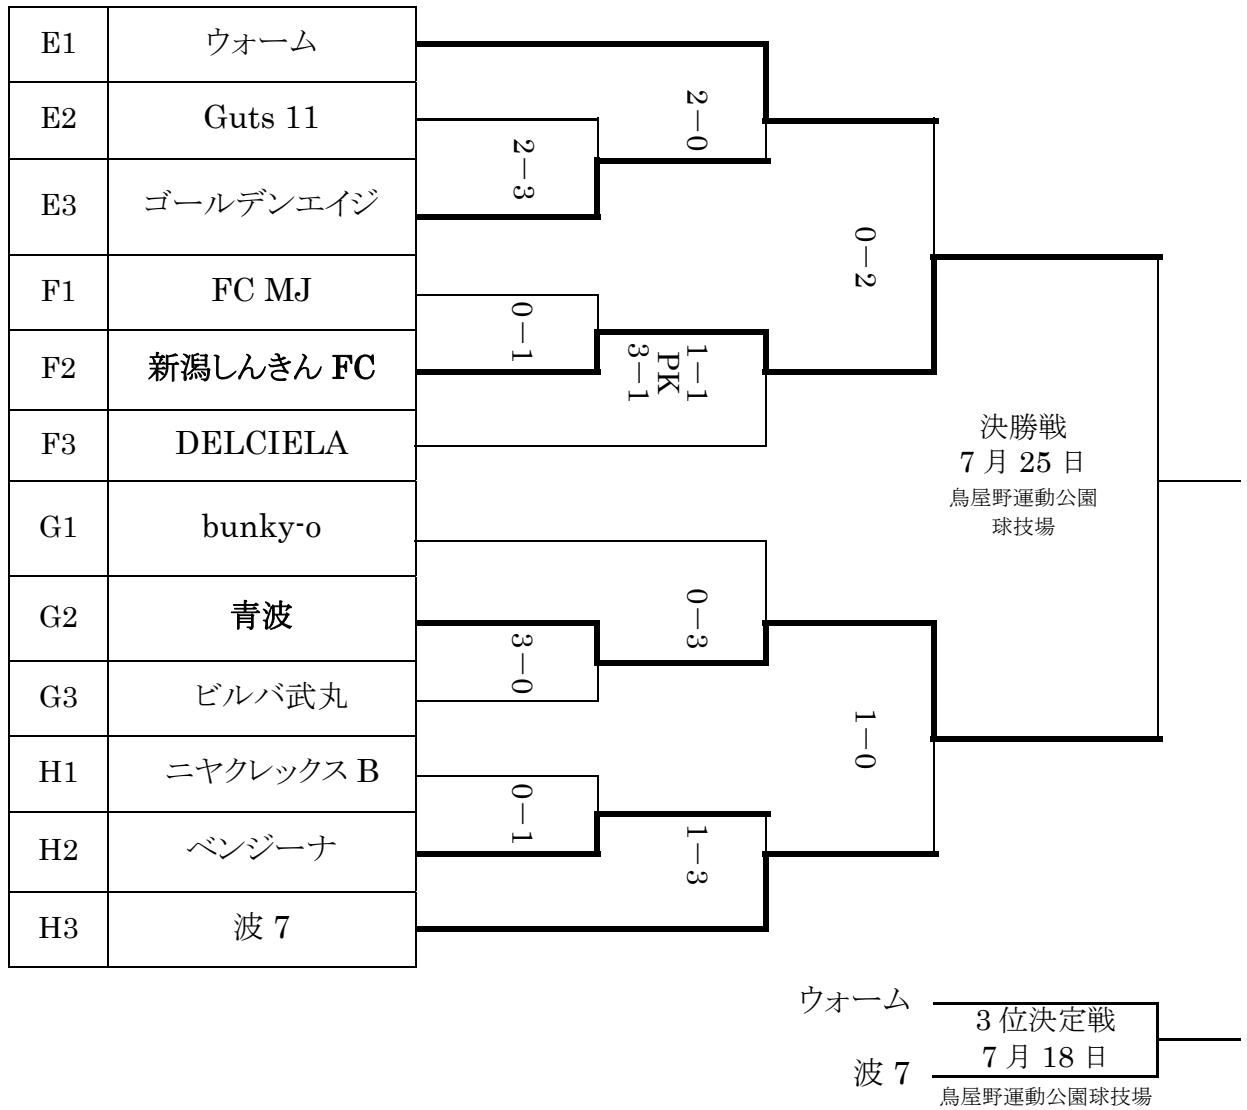 E1 ウォーム
E2 Guts 11
E3 ゴールデンエイジ
F1 FC MJ
F2 新潟しんきん FC
F3 DELCIELA
G1 bunky-o
G2 青波
G3 ビルバ武丸
H1 ニヤクレックス B
H2 ベンジーナ
H3 波 7
2－3
0－1
3－0
0－1
2－0
1－1
PK
3－1
0－3
1－3
0－2
1－0
決勝戦
7 月 25 日
鳥屋野運動公園
球技場
ウォーム
波 7
3 位決定戦
7 月 18 日
鳥屋野運動公園球技場